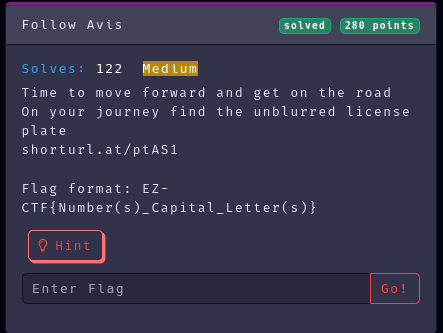 Follow Avis
solved
280 points
Solves: 122 Medium
Time to move forward and get on the road
On your journey find the unblurred license
plate
shorturl.at/ptAS1
Flag format: EZ-
CTF{Number(s)_Capital_Letter(s)}
Hint
Enter Flag
Go!